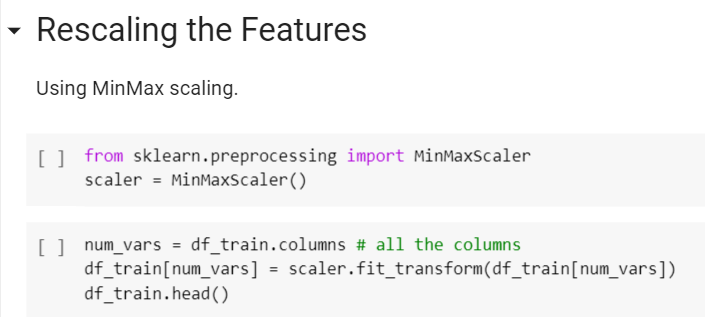 Rescaling the Features
Using MinMax scaling.
[ ] from sklearn.preprocessing import MinMaxScaler
scaler = MinMaxScaler()
[ ] num_vars = df_train.columns # all the columns
df_train[num_vars] = scaler.fit_transform(df_train[num_vars])
df_train.head()